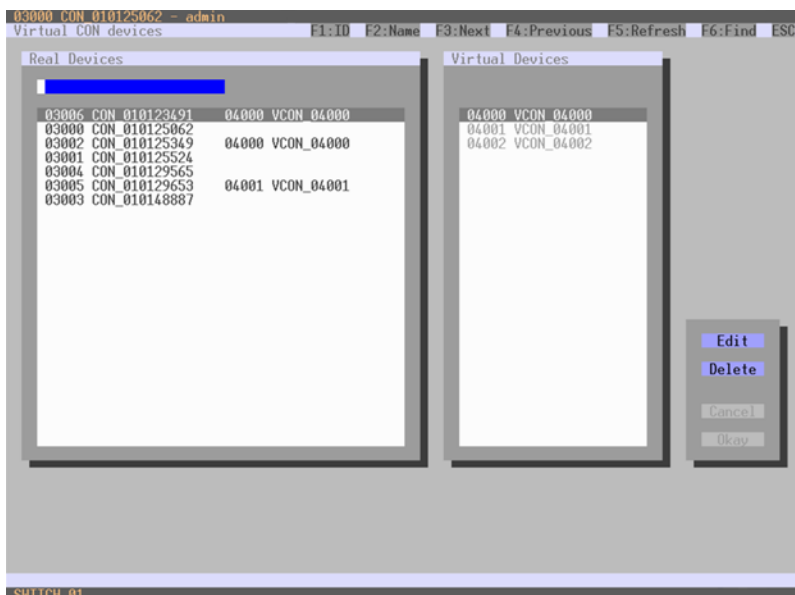 03000 CON_010125062 - admin
Virtual CON devices F1:ID F2:Name F3:Next F4:Previous F5:Refresh F6:Find ESC
Real Devices
03006 CON_010123491 04000 VCON_04000
03000 CON_010125062
03002 CON_010125349 04000 VCON_04000
03001 CON_010125524
03004 CON_010129565
03005 CON_010129653 04001 VCON_04001
03003 CON_010148887
Virtual Devices
04000 VCON_04000
04001 VCON_04001
04002 VCON_04002
Edit
Delete
Cancel
Okay
SWITCH_01